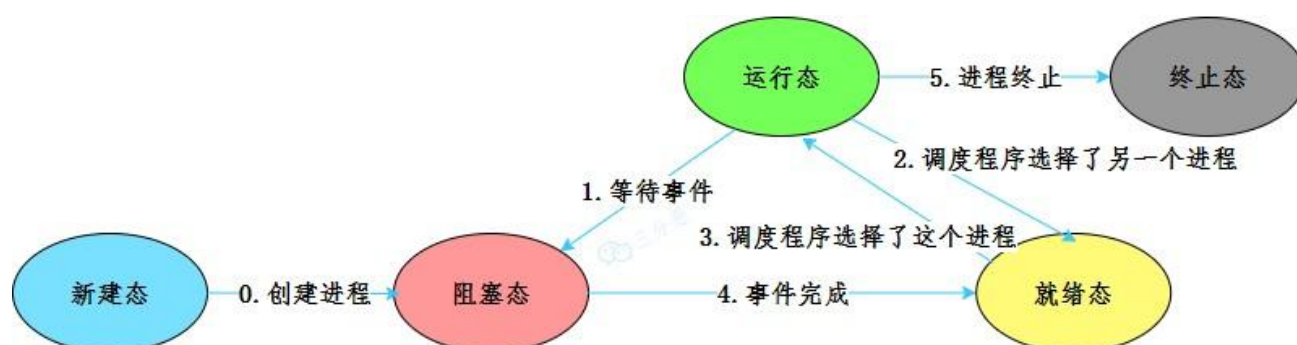 运行态
5.进程终止
终止态
2.调度程序选择了另一个进程
1.等待事件
3.调度程序选择了这个进程
新建态
0.创建进程
阻塞态
4.事件完成
就绪态